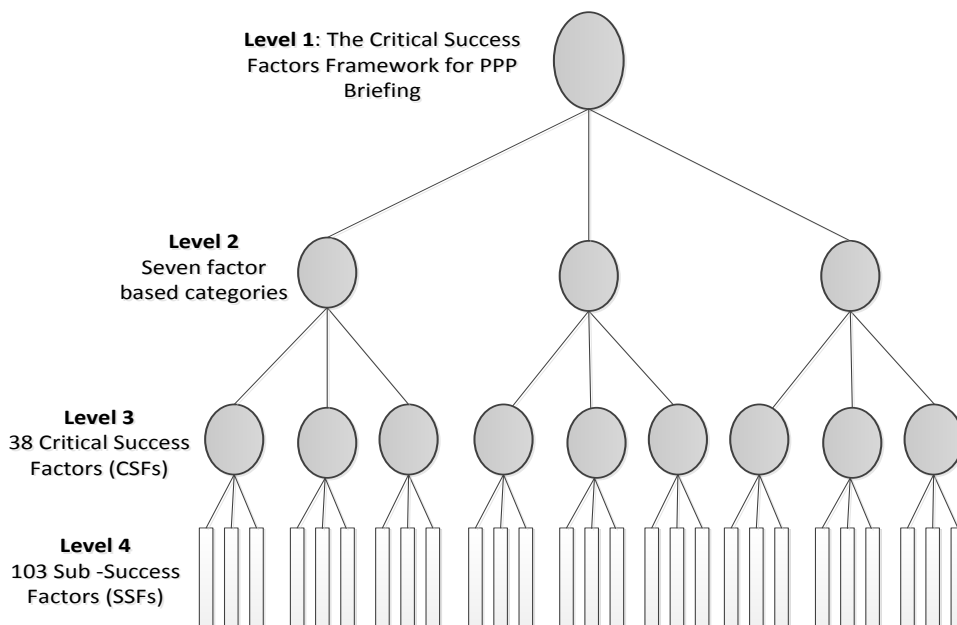 Level 1: The Critical Success
Factors Framework for PPP
Briefing
Level 2
Seven factor
based categories
Level 3
38 Critical Success
Factors (CSFs)
Level 4
103 Sub -Success
Factors (SSFs)